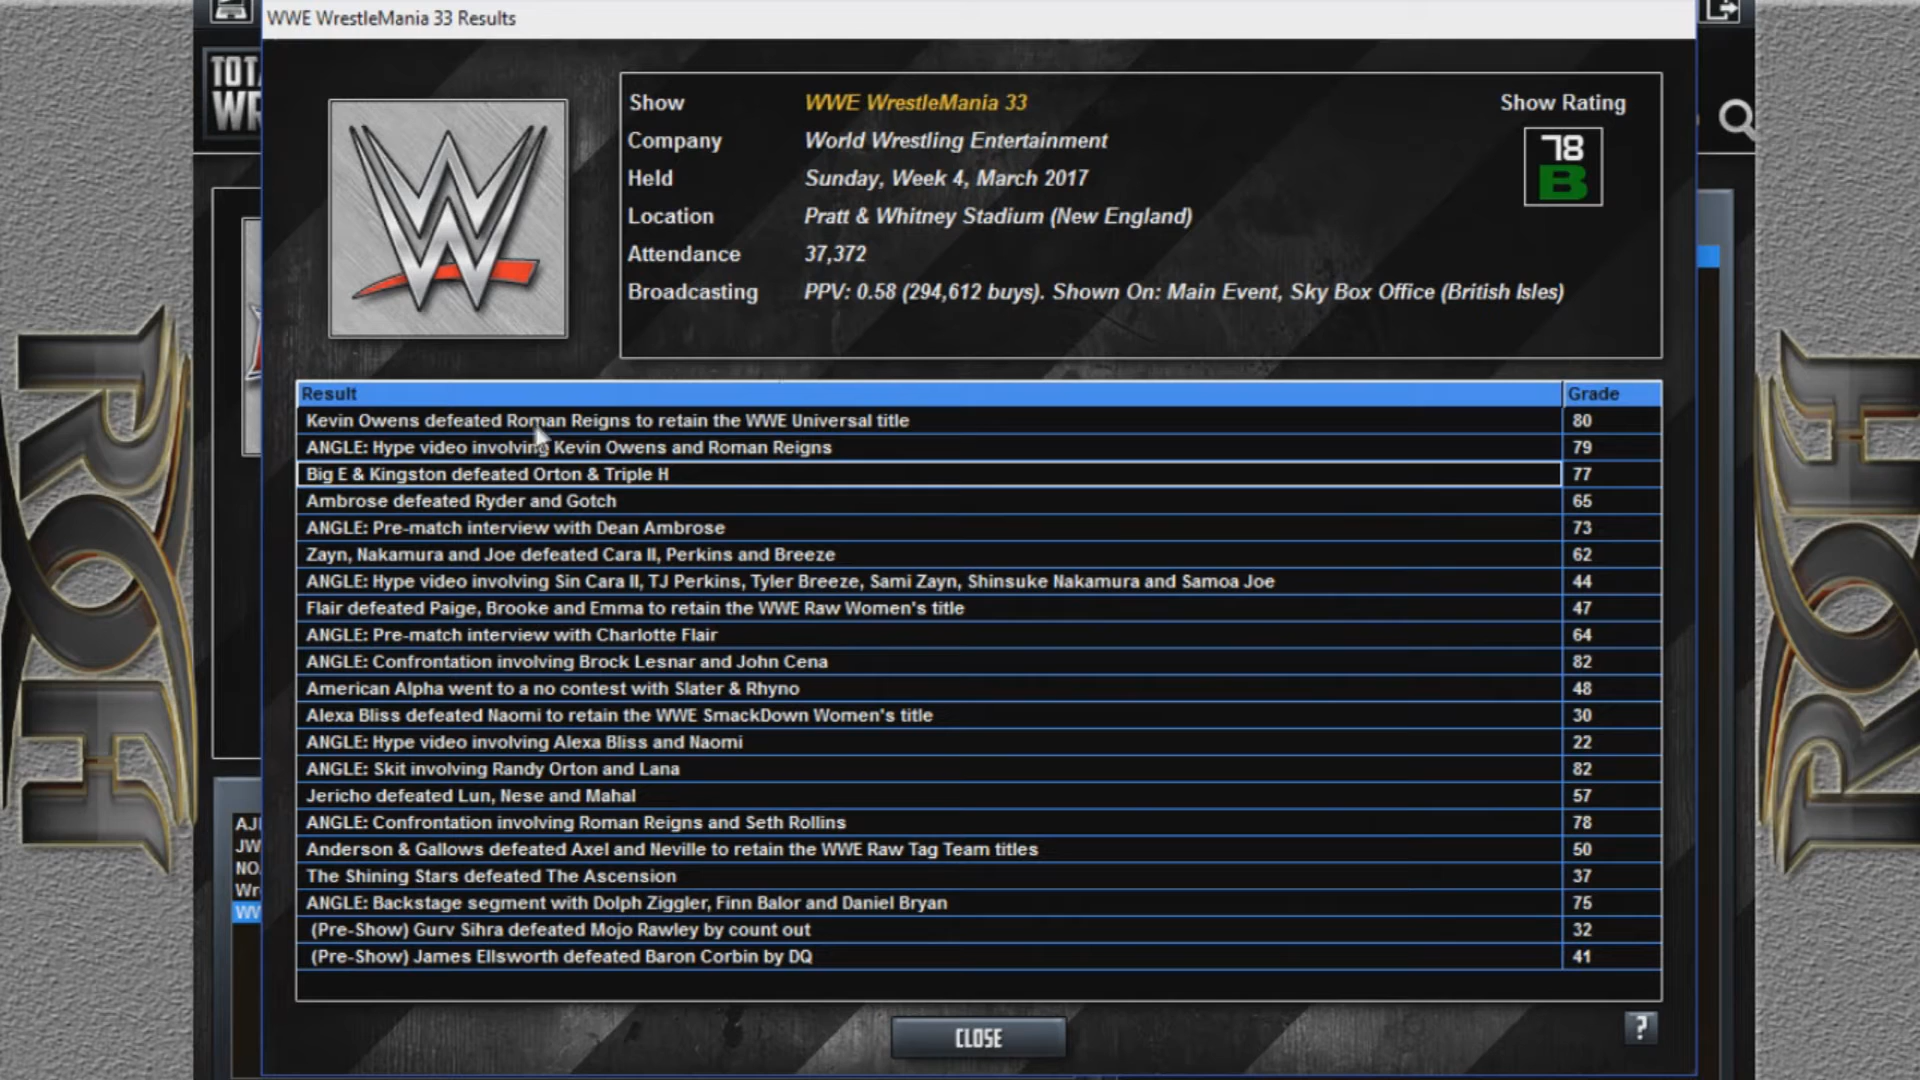 WWE WrestleMania 33 Results
TOT
WR
Show WWE WrestleMania 33 Show Rating
Company World Wrestling Entertainment 78
Held Sunday, Week 4, March 2017 B
Location Pratt & Whitney Stadium (New England)
Attendance 37,372
Broadcasting PPV: 0.58 (294,612 buys). Shown On: Main Event, Sky Box Office (British Isles)
Result Grade
Kevin Owens defeated Roman Reigns to retain the WWE Universal title 80
ANGLE: Hype video involving Kevin Owens and Roman Reigns 79
Big E & Kingston defeated Orton & Triple H 77
Ambrose defeated Ryder and Gotch 65
ANGLE: Pre-match interview with Dean Ambrose 73
Zayn, Nakamura and Joe defeated Cara II, Perkins and Breeze 62
ANGLE: Hype video involving Sin Cara II, TJ Perkins, Tyler Breeze, Sami Zayn, Shinsuke Nakamura and Samoa Joe 44
Flair defeated Paige, Brooke and Emma to retain the WWE Raw Women's title 47
ANGLE: Pre-match interview with Charlotte Flair 64
ANGLE: Confrontation involving Brock Lesnar and John Cena 82
American Alpha went to a no contest with Slater & Rhyno 48
Alexa Bliss defeated Naomi to retain the WWE SmackDown Women's title 30
ANGLE: Hype video involving Alexa Bliss and Naomi 22
ANGLE: Skit involving Randy Orton and Lana 82
Jericho defeated Lun, Nese and Mahal 57
ANGLE: Confrontation involving Roman Reigns and Seth Rollins 78
Anderson & Gallows defeated Axel and Neville to retain the WWE Raw Tag Team titles 50
The Shining Stars defeated The Ascension 37
ANGLE: Backstage segment with Dolph Ziggler, Finn Balor and Daniel Bryan 75
(Pre-Show) Gurv Sihra defeated Mojo Rawley by count out 32
(Pre-Show) James Ellsworth defeated Baron Corbin by DQ 41
CLOSE
?
AJ
JW
NO
Wr
WW
ROH
ROH